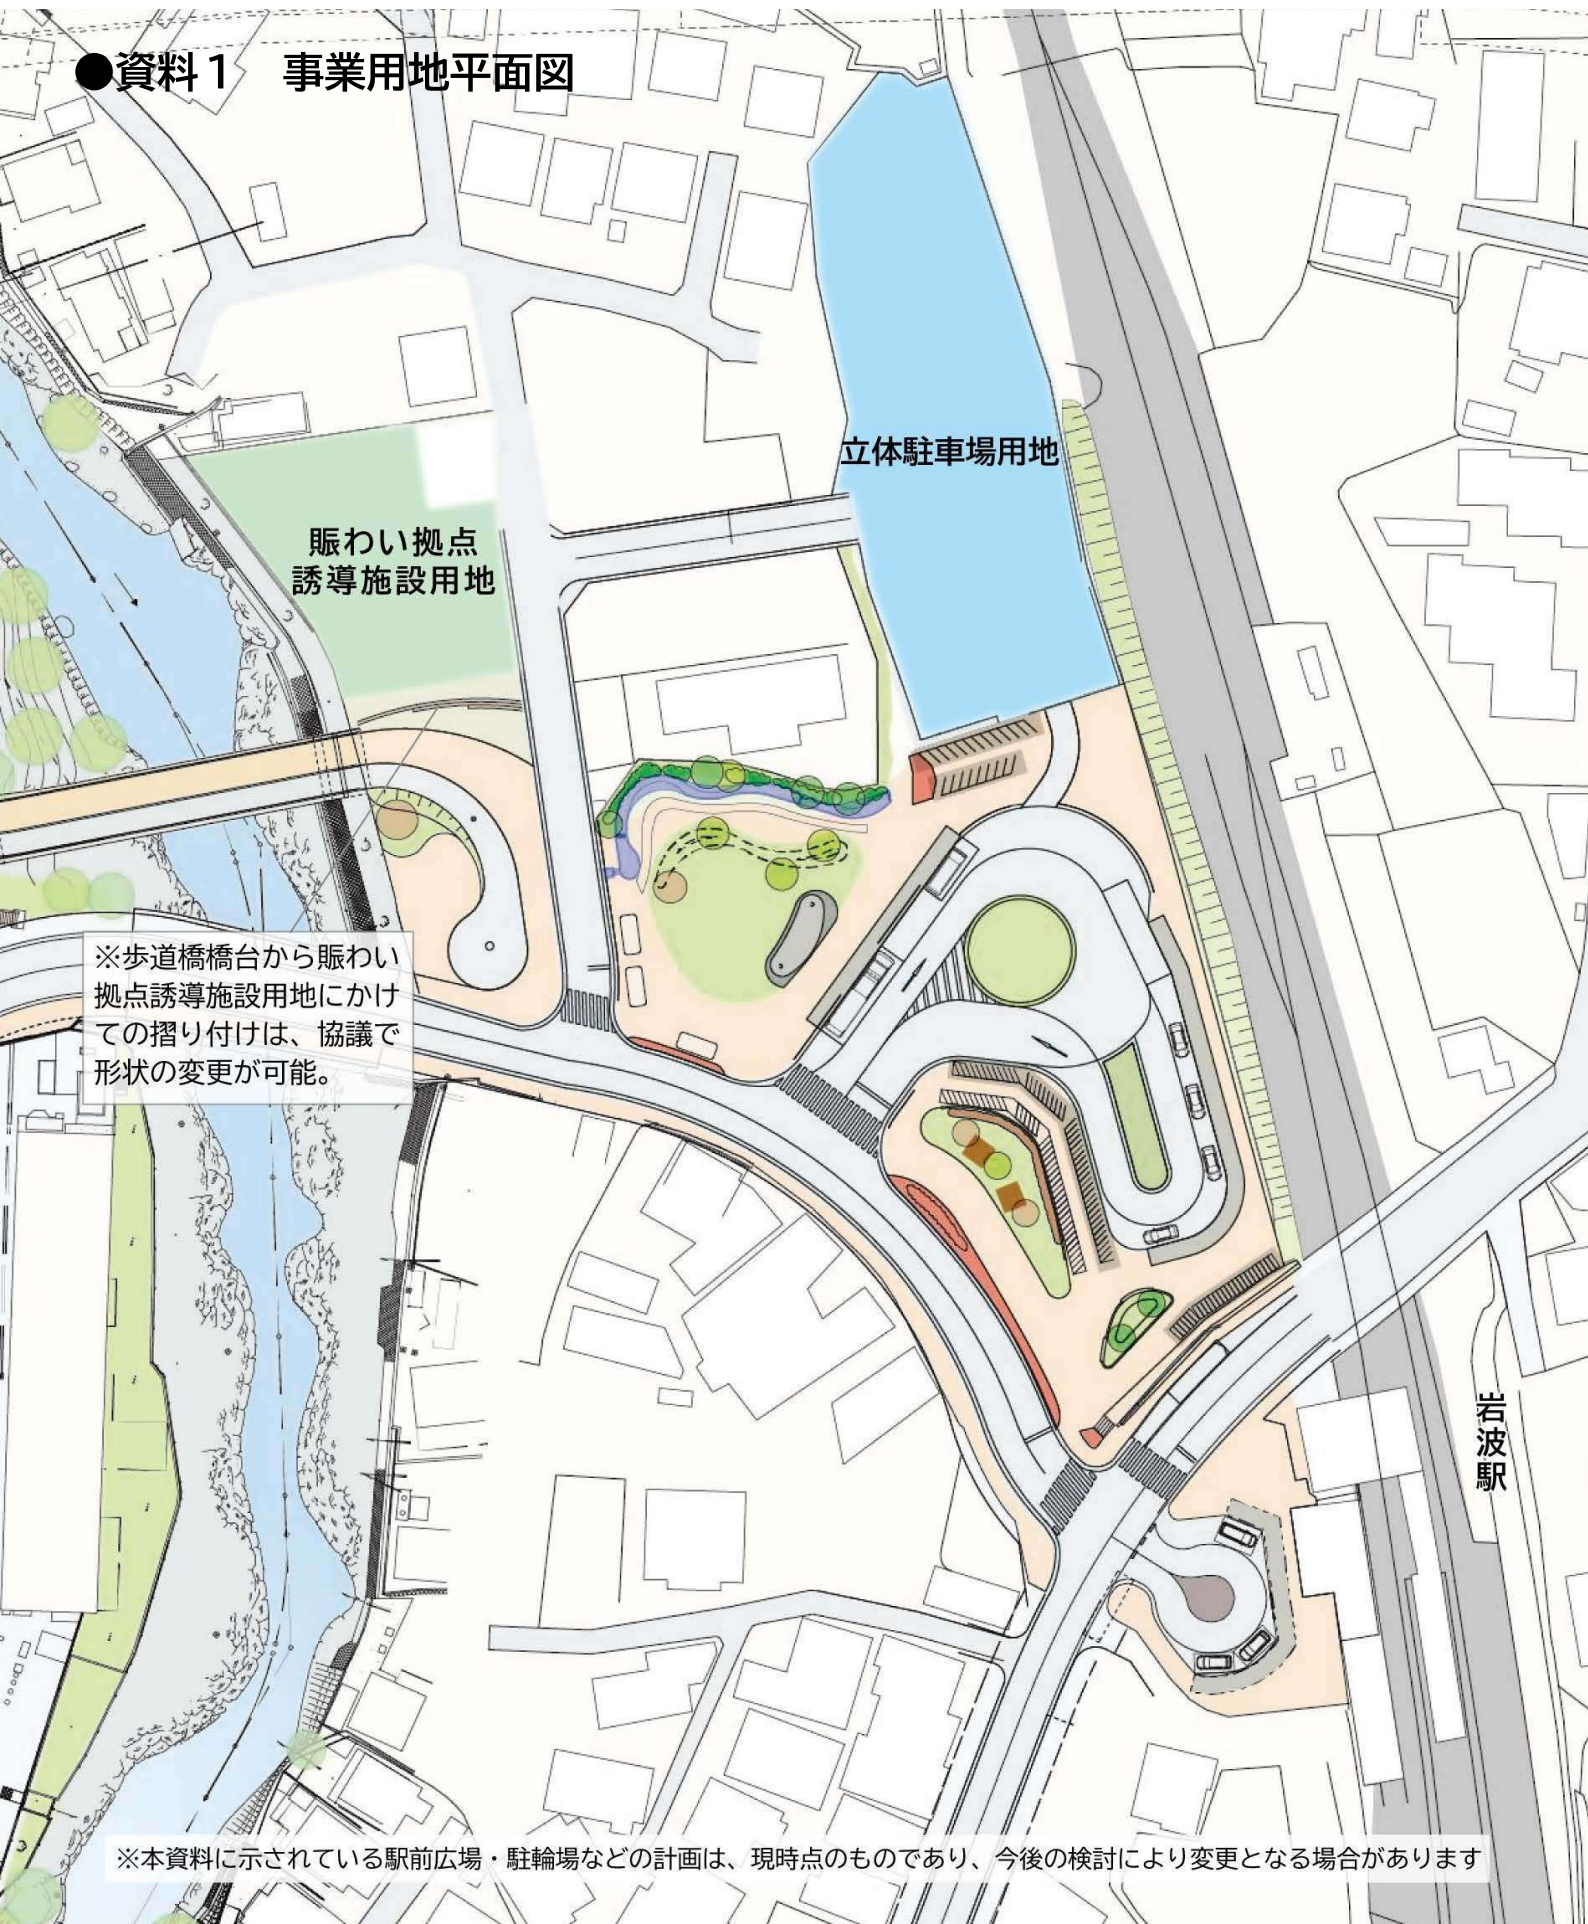 ●資料１　事業用地平面図
立体駐車場用地
賑わい拠点
誘導施設用地
※歩道橋橋台から賑わい
拠点誘導施設用地にかけ
ての摺り付けは、協議で
形状の変更が可能。
岩波駅
※本資料に示されている駅前広場・駐輪場などの計画は、現時点のものであり、今後の検討により変更となる場合があります